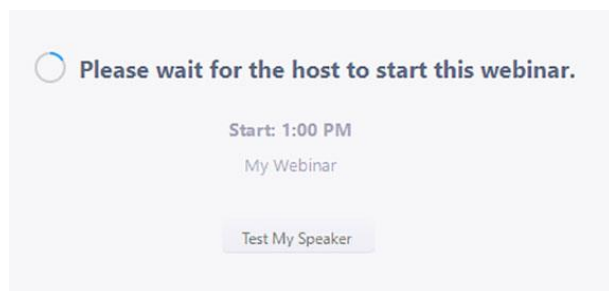 Please wait for the host to start this webinar.
Start: 1:00 PM
My Webinar
Test My Speaker